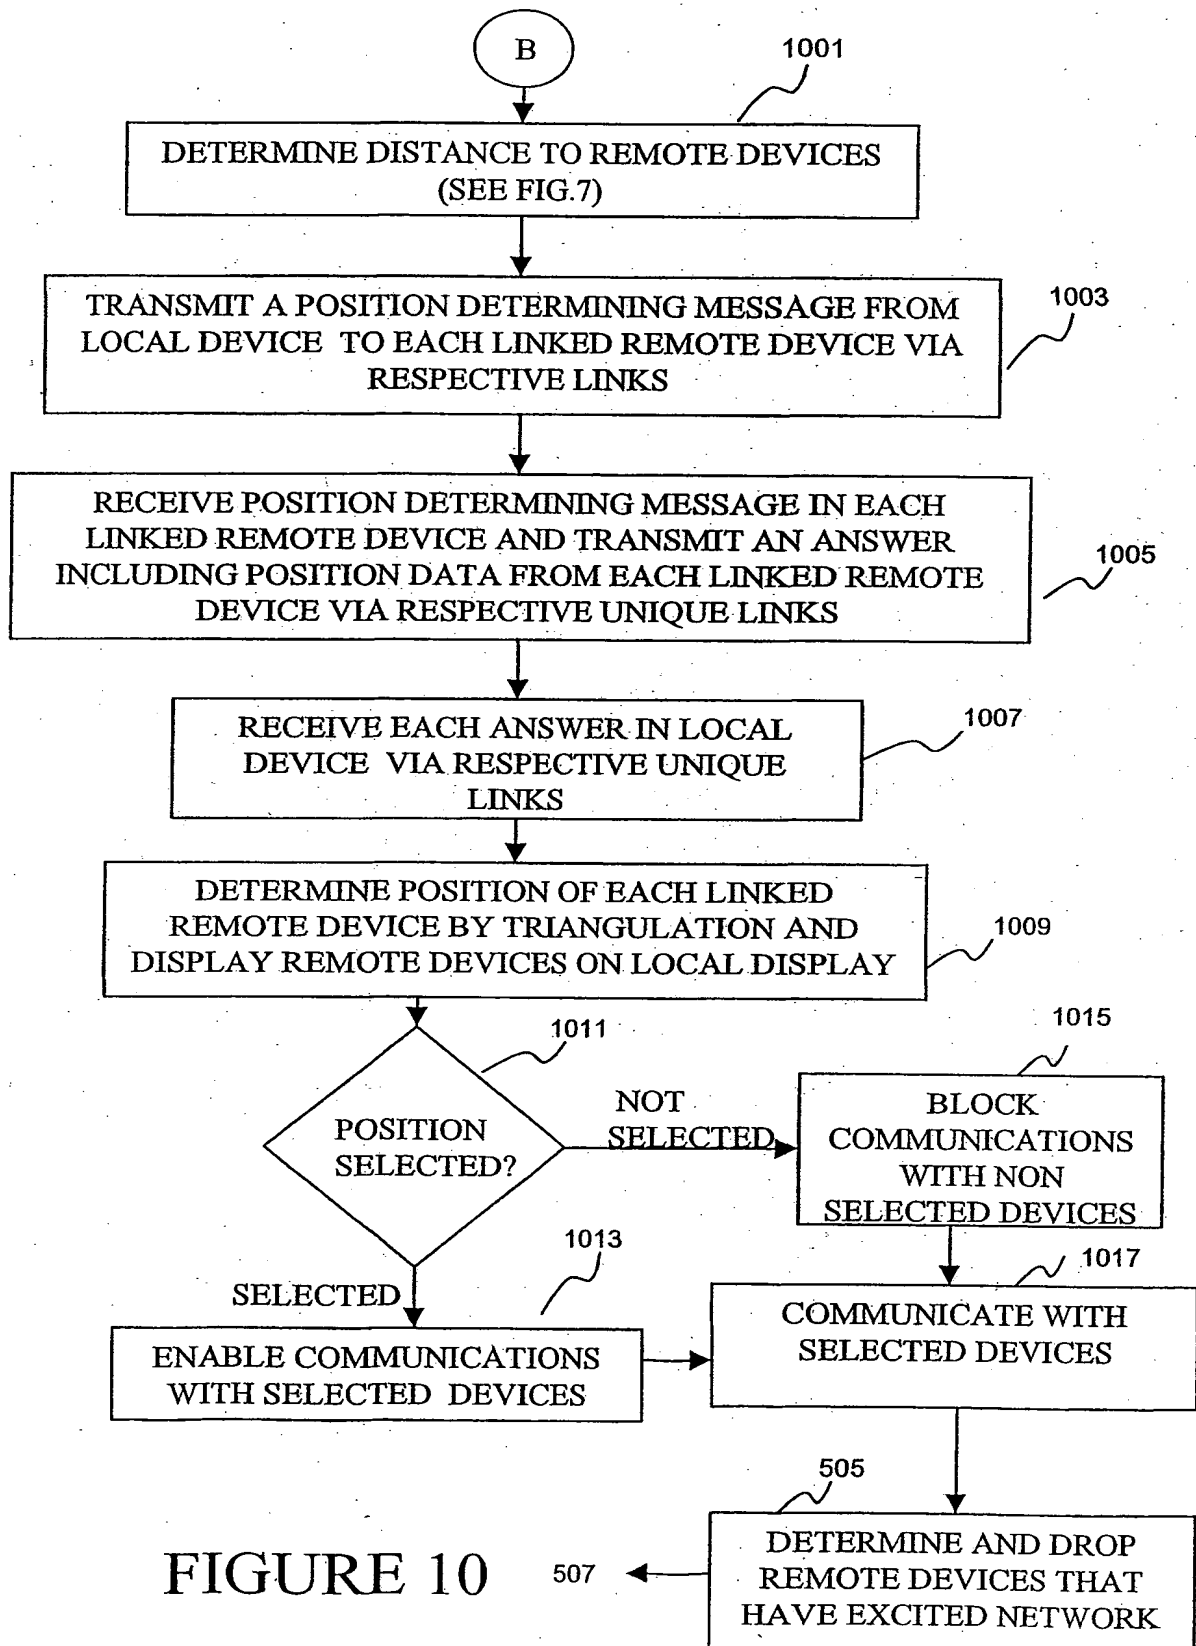 B
1001
DETERMINE DISTANCE TO REMOTE DEVICES
(SEE FIG.7)
1003
TRANSMIT A POSITION DETERMINING MESSAGE FROM
LOCAL DEVICE TO EACH LINKED REMOTE DEVICE VIA
RESPECTIVE LINKS
1005
RECEIVE POSITION DETERMINING MESSAGE IN EACH
LINKED REMOTE DEVICE AND TRANSMIT AN ANSWER
INCLUDING POSITION DATA FROM EACH LINKED REMOTE
DEVICE VIA RESPECTIVE UNIQUE LINKS
1007
RECEIVE EACH ANSWER IN LOCAL
DEVICE VIA RESPECTIVE UNIQUE
LINKS
1009
DETERMINE POSITION OF EACH LINKED
REMOTE DEVICE BY TRIANGULATION AND
DISPLAY REMOTE DEVICES ON LOCAL DISPLAY
1011
POSITION
SELECTED?
NOT
SELECTED
1015
BLOCK
COMMUNICATIONS
WITH NON
SELECTED DEVICES
SELECTED
1013
ENABLE COMMUNICATIONS
WITH SELECTED DEVICES
1017
COMMUNICATE WITH
SELECTED DEVICES
505
DETERMINE AND DROP
REMOTE DEVICES THAT
HAVE EXCITED NETWORK
507
FIGURE 10